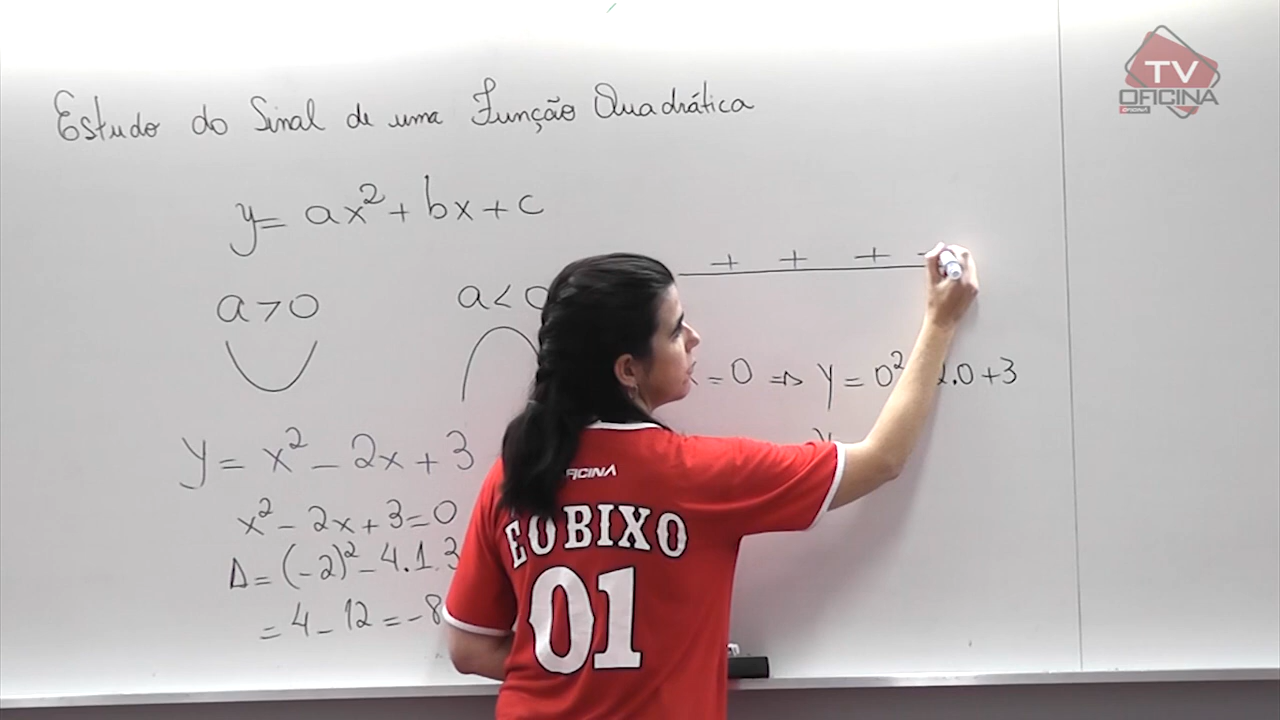 Estudo do Sinal de uma Função Quadrática
TV
OFICINA
y = ax² + bx + c
+ + +
a > 0
a < 0
= 0 ⇒ y = 0² 2.0 + 3
y = x² - 2x + 3
x² - 2x + 3 = 0
Δ = (-2)² - 4.1.3
= 4 - 12 = -8
OFICINA
EOBIXO
01